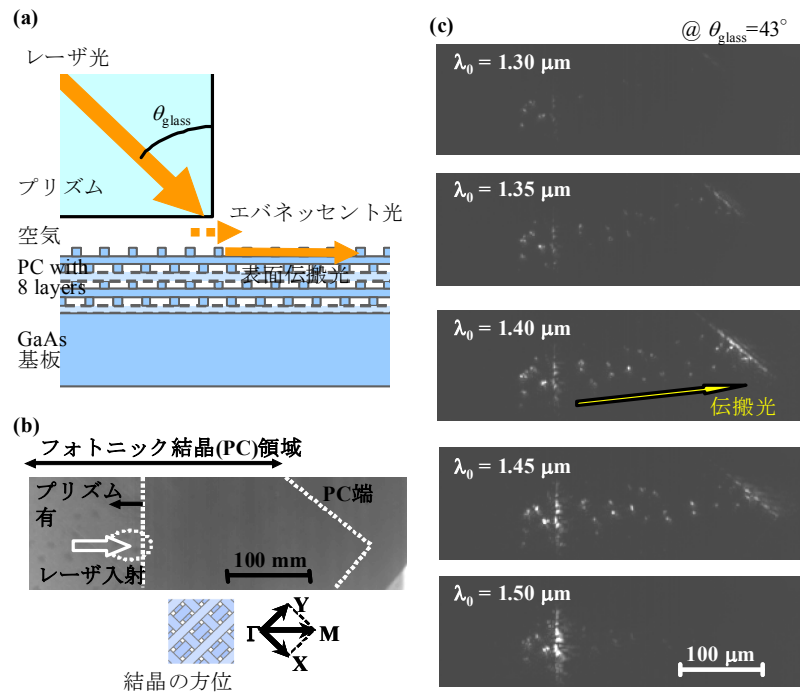 (a)
レーザ光
θglass
プリズム
エバネッセント光
空気
表面伝搬光
PC with
8 layers
GaAs
基板
(b)
フォトニック結晶(PC)領域
プリズム
有
PC端
レーザ入射
100 mm
Y
Γ
M
X
結晶の方位
(c)
@ θglass=43°
λ0 = 1.30 μm
λ0 = 1.35 μm
λ0 = 1.40 μm
伝搬光
λ0 = 1.45 μm
λ0 = 1.50 μm
100 μm